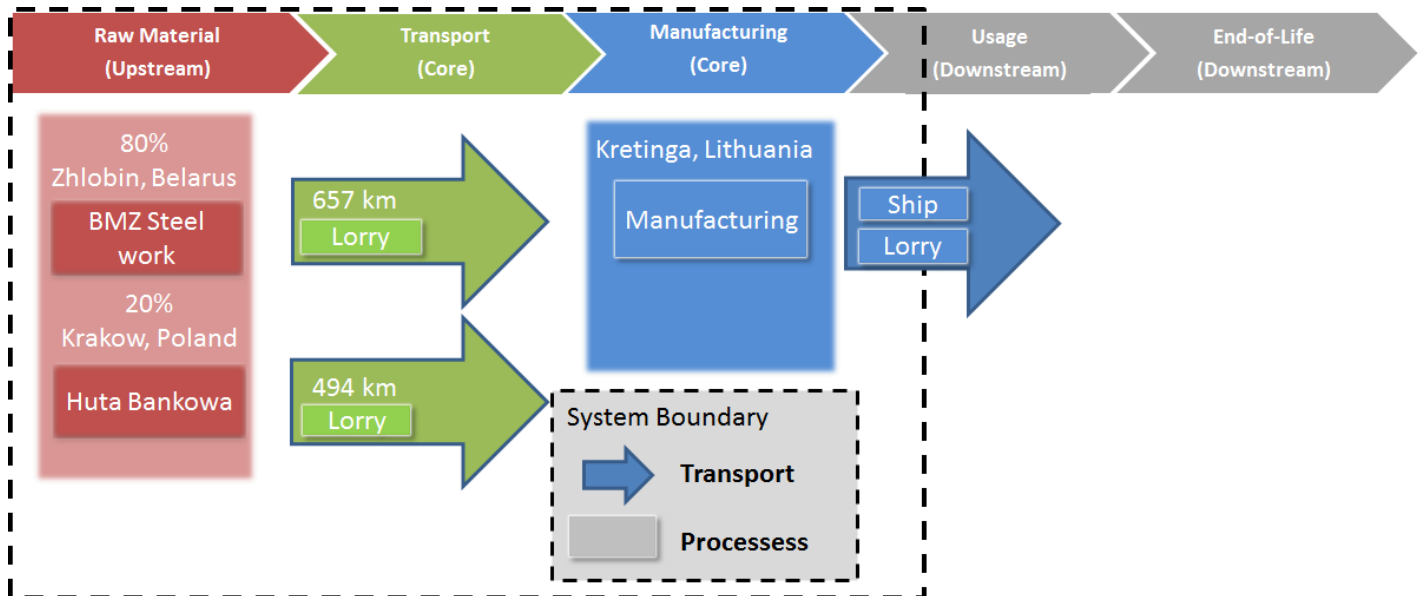 Raw Material
(Upstream)
Transport
(Core)
Manufacturing
(Core)
Usage
(Downstream)
End-of-Life
(Downstream)
80%
Zhlobin, Belarus
BMZ Steel
work
20%
Krakow, Poland
Huta Bankowa
657 km
Lorry
494 km
Lorry
Kretinga, Lithuania
Manufacturing
Ship
Lorry
System Boundary
Transport
Processess